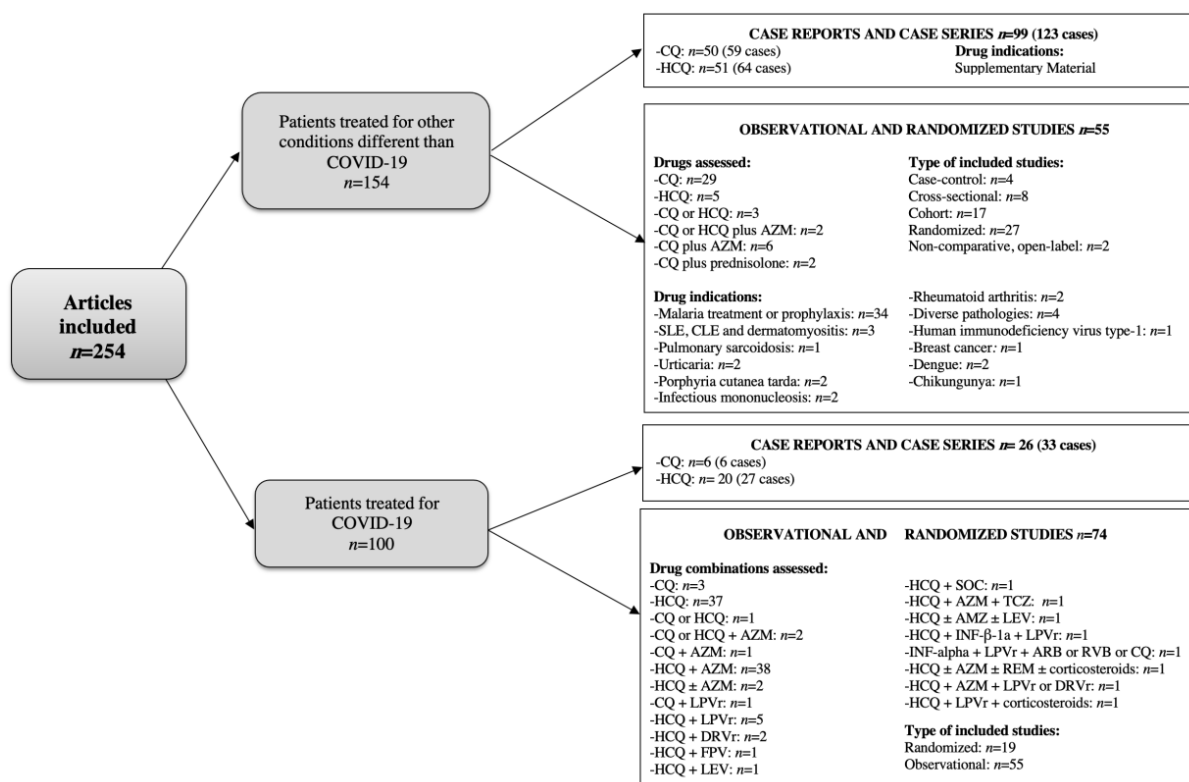 Articles
included
n=254
Patients treated for other
conditions different than
COVID-19
n=154
CASE REPORTS AND CASE SERIES n=99 (123 cases)
-CQ: n=50 (59 cases)
-HCQ: n=51 (64 cases)
Drug indications:
Supplementary Material
OBSERVATIONAL AND RANDOMIZED STUDIES n=55
Drugs assessed:
-CQ: n=29
-HCQ: n=5
-CQ or HCQ: n=3
-CQ or HCQ plus AZM: n=2
-CQ plus AZM: n=6
-CQ plus prednisolone: n=2
Type of included studies:
Case-control: n=4
Cross-sectional: n=8
Cohort: n=17
Randomized: n=27
Non-comparative, open-label: n=2
Drug indications:
-Malaria treatment or prophylaxis: n=34
-SLE, CLE and dermatomyositis: n=3
-Pulmonary sarcoidosis: n=1
-Urticaria: n=2
-Porphyria cutanea tarda: n=2
-Infectious mononucleosis: n=2
-Rheumatoid arthritis: n=2
-Diverse pathologies: n=4
-Human immunodeficiency virus type-1: n=1
-Breast cancer: n=1
-Dengue: n=2
-Chikungunya: n=1
Patients treated for
COVID-19
n=100
CASE REPORTS AND CASE SERIES n= 26 (33 cases)
-CQ: n=6 (6 cases)
-HCQ: n= 20 (27 cases)
OBSERVATIONAL AND RANDOMIZED STUDIES n=74
Drug combinations assessed:
-CQ: n=3
-HCQ: n=37
-CQ or HCQ: n=1
-CQ or HCQ + AZM: n=2
-CQ + AZM: n=1
-HCQ + AZM: n=38
-HCQ ± AZM: n=2
-CQ + LPVr: n=1
-HCQ + LPVr: n=5
-HCQ + DRVr: n=2
-HCQ + FPV: n=1
-HCQ + LEV: n=1
-HCQ + SOC: n=1
-HCQ + AZM + TCZ: n=1
-HCQ ± AMZ ± LEV: n=1
-HCQ + INF-β-1a + LPVr: n=1
-INF-alpha + LPVr + ARB or RVB or CQ: n=1
-HCQ ± AZM ± REM ± corticosteroids: n=1
-HCQ + AZM + LPVr or DRVr: n=1
-HCQ + LPVr + corticosteroids: n=1
Type of included studies:
Randomized: n=19
Observational: n=55